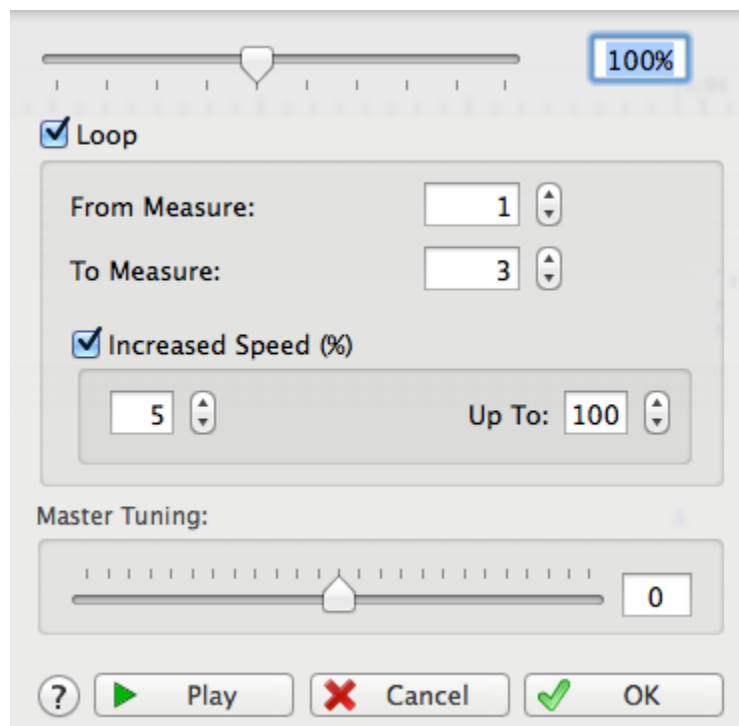 100%
Loop
From Measure: 1
To Measure: 3
Increased Speed (%)
5 Up To: 100
Master Tuning:
0
? Play Cancel OK